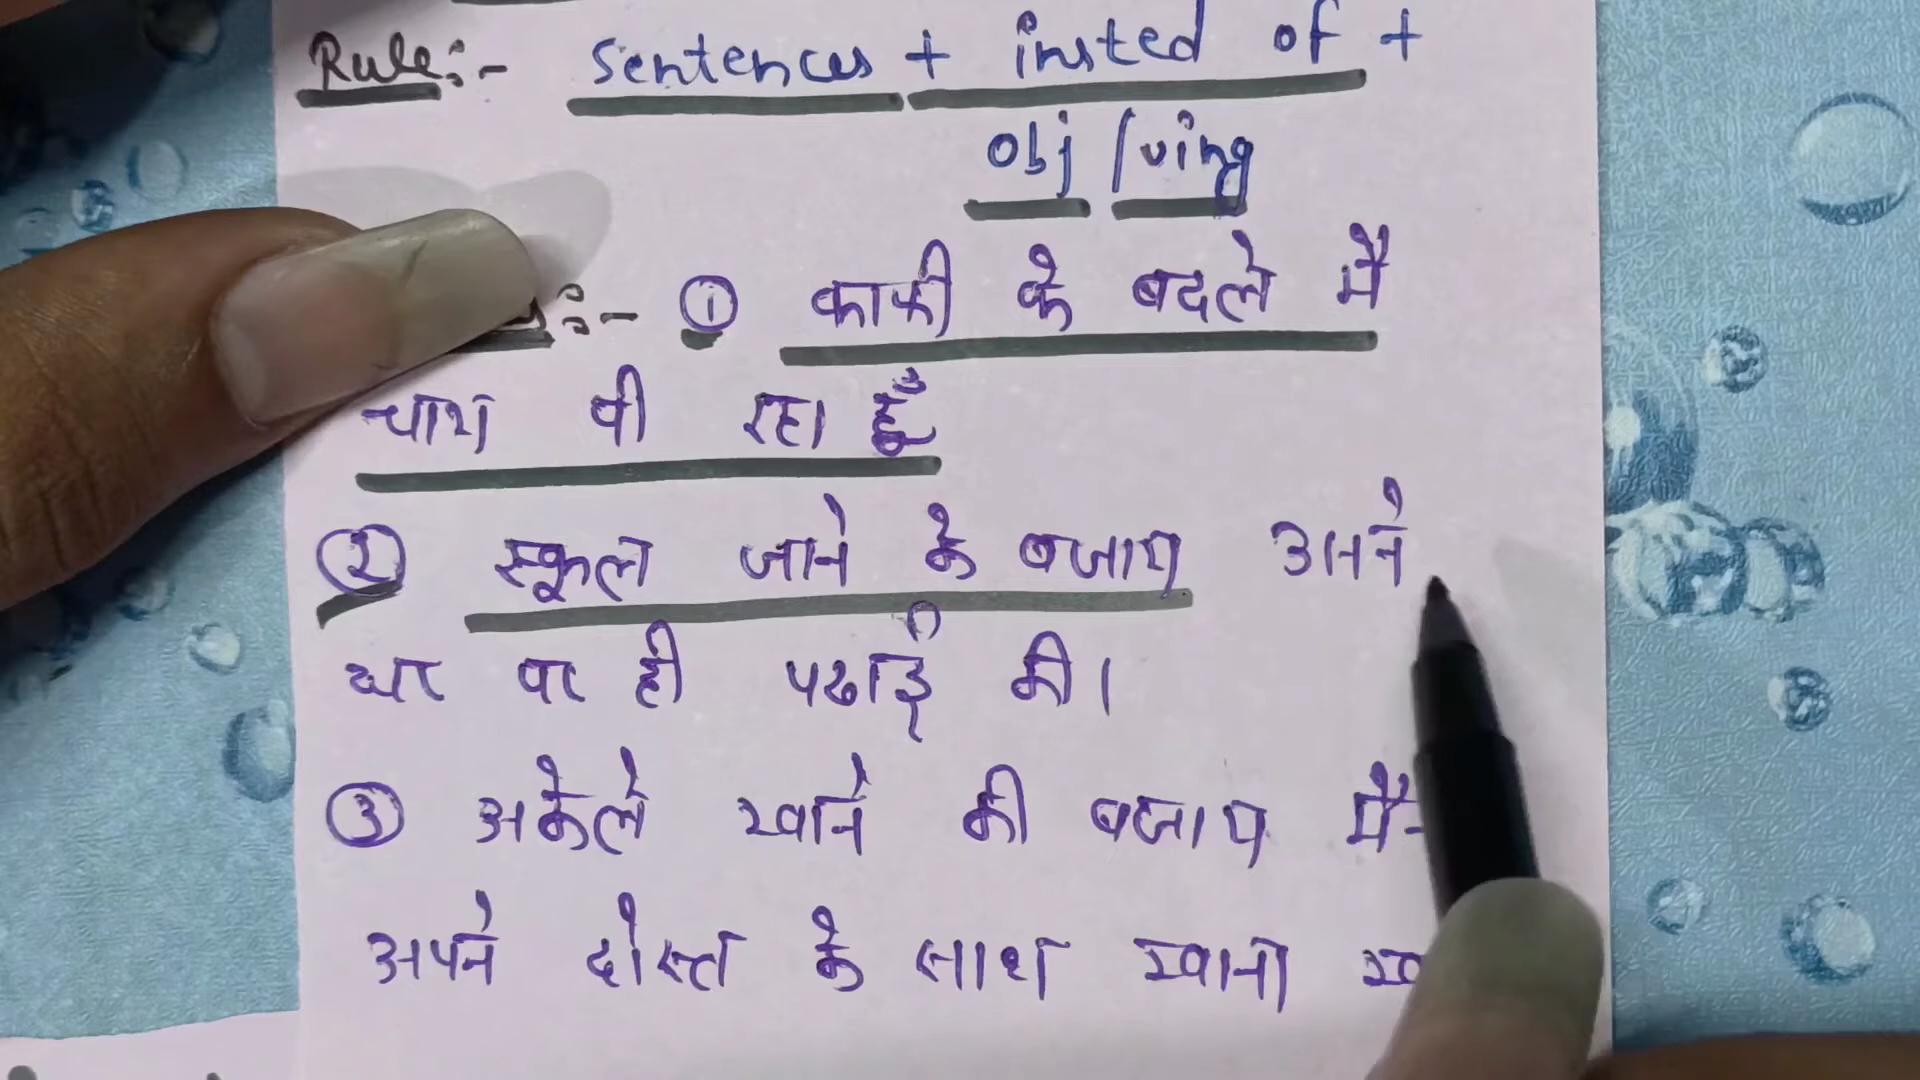 Rule:- Sentences + insted of +
obj / ving
:- ① काफी के बदले मैं
चाय पी रहा हूँ
② स्कूल जाने के बजाय उसने
घर पर ही पढाई की।
③ अकेले खाने की बजाय मैं-
अपने दोस्त के साथ खाना